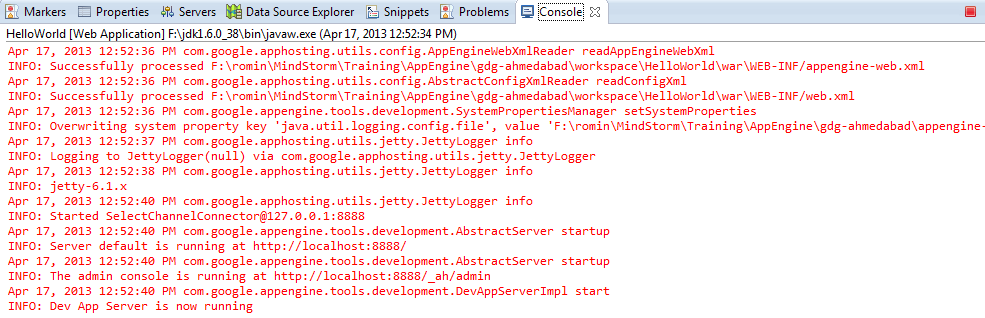 Markers Properties Servers Data Source Explorer Snippets Problems Console
HelloWorld [Web Application] F:\jdk1.6.0_38\bin\javaw.exe (Apr 17, 2013 12:52:34 PM)
Apr 17, 2013 12:52:36 PM com.google.apphosting.utils.config.AppEngineWebXmlReader readAppEngineWebXml
INFO: Successfully processed F:\romin\MindStorm\Training\AppEngine\gdg-ahmedabad\workspace\HelloWorld\war\WEB-INF/appengine-web.xml
Apr 17, 2013 12:52:36 PM com.google.apphosting.utils.config.AbstractConfigXmlReader readConfigXml
INFO: Successfully processed F:\romin\MindStorm\Training\AppEngine\gdg-ahmedabad\workspace\HelloWorld\war\WEB-INF/web.xml
Apr 17, 2013 12:52:36 PM com.google.appengine.tools.development.SystemPropertiesManager setSystemProperties
INFO: Overwriting system property key 'java.util.logging.config.file', value 'F:\romin\MindStorm\Training\AppEngine\gdg-ahmedabad\appengine-
Apr 17, 2013 12:52:37 PM com.google.apphosting.utils.jetty.JettyLogger info
INFO: Logging to JettyLogger(null) via com.google.apphosting.utils.jetty.JettyLogger
Apr 17, 2013 12:52:38 PM com.google.apphosting.utils.jetty.JettyLogger info
INFO: jetty-6.1.x
Apr 17, 2013 12:52:40 PM com.google.apphosting.utils.jetty.JettyLogger info
INFO: Started SelectChannelConnector@127.0.0.1:8888
Apr 17, 2013 12:52:40 PM com.google.appengine.tools.development.AbstractServer startup
INFO: Server default is running at http://localhost:8888/
Apr 17, 2013 12:52:40 PM com.google.appengine.tools.development.AbstractServer startup
INFO: The admin console is running at http://localhost:8888/_ah/admin
Apr 17, 2013 12:52:40 PM com.google.appengine.tools.development.DevAppServerImpl start
INFO: Dev App Server is now running